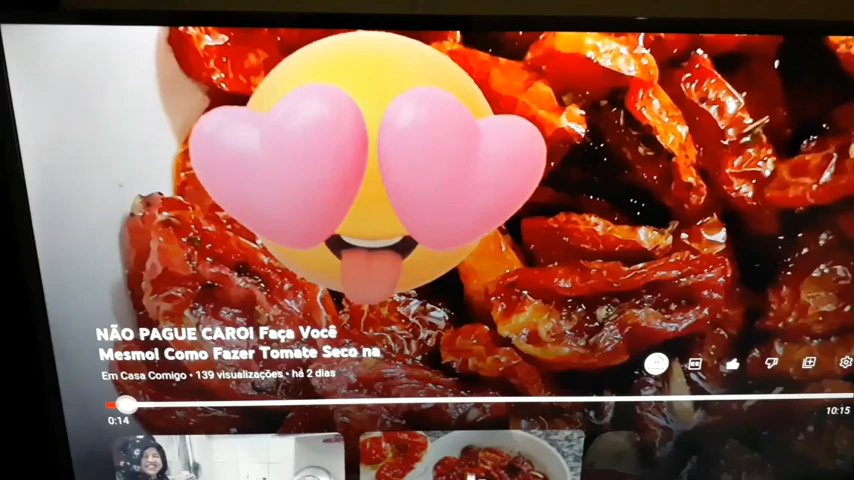 NÃO PAGUE CARO! Faça Você
Mesmo! Como Fazer Tomate Seco na
Em Casa Comigo • 139 visualizações • há 2 dias
0:14
10:15